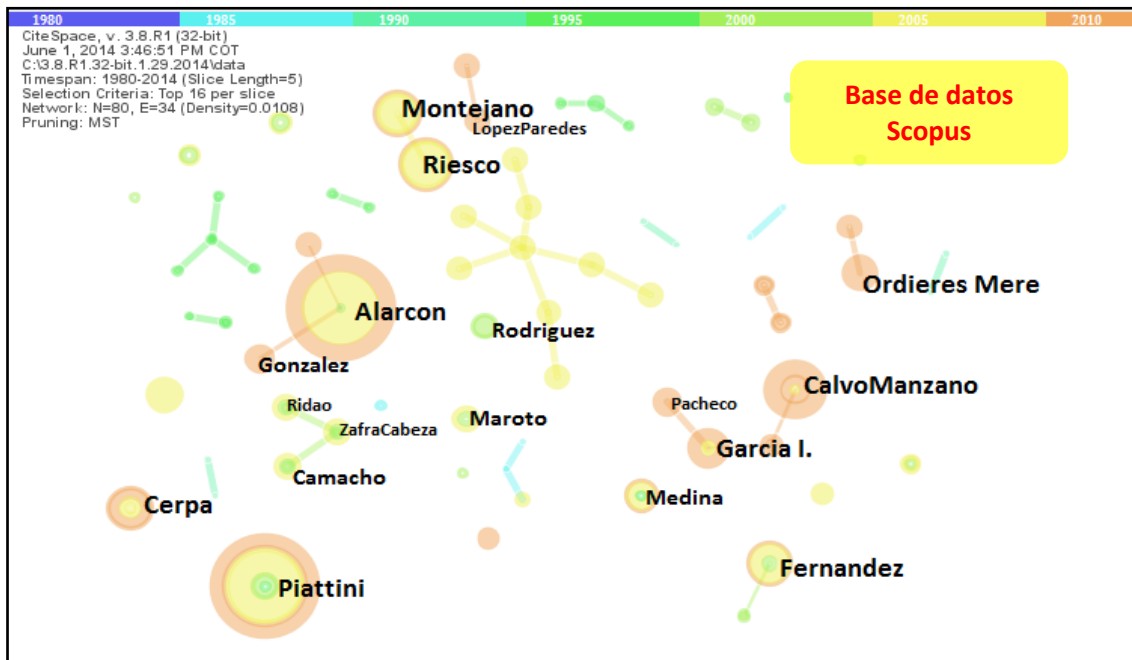 1980 1985 1990 1995 2000 2005 2010
CiteSpace, v. 3.8.R1 (32-bit)
June 1, 2014 3:46:51 PM COT
C:\3.8.R1.32-bit.1.29.2014\data
Timespan: 1980-2014 (Slice Length=5)
Selection Criteria: Top 16 per slice
Network: N=80, E=34 (Density=0.0108)
Pruning: MST
Base de datos
Scopus
Montejano
LopezParedes
Riesco
Ordieres Mere
Alarcon
Rodriguez
Gonzalez
CalvoManzano
Ridao
Pacheco
Maroto
ZafraCabeza
Garcia I.
Camacho
Medina
Cerpa
Fernandez
Piattini